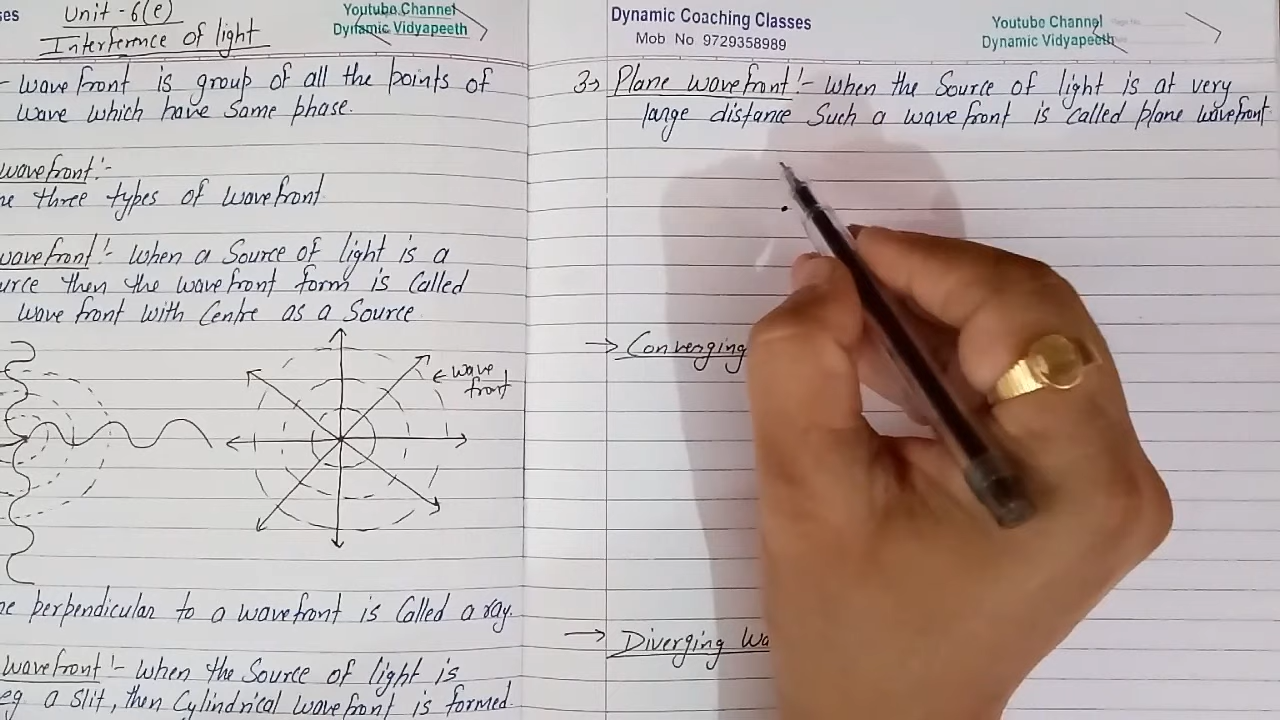 ses
Unit-6(e)
Interference of light
Youtube Channel
Dynamic Vidyapeeth
- wavefront is group of all the points of
wave which have same phase.
wavefront:-
three types of wavefront.
wavefront:- when a source of light is a
then the wavefront form is called
wave front with Centre as a source.
← wave
front
perpendicular to a wavefront is called a ray.
wavefront:- when the source of light is
eg a slit, then Cylindrical wavefront is formed.
Dynamic Coaching Classes
Mob No 9729358989
Youtube Channel
Dynamic Vidyapeeth
3→ Plane wavefront:- when the source of light is at very
large distance such a wavefront is called plane wavefront
→ Converging
→ Diverging wa